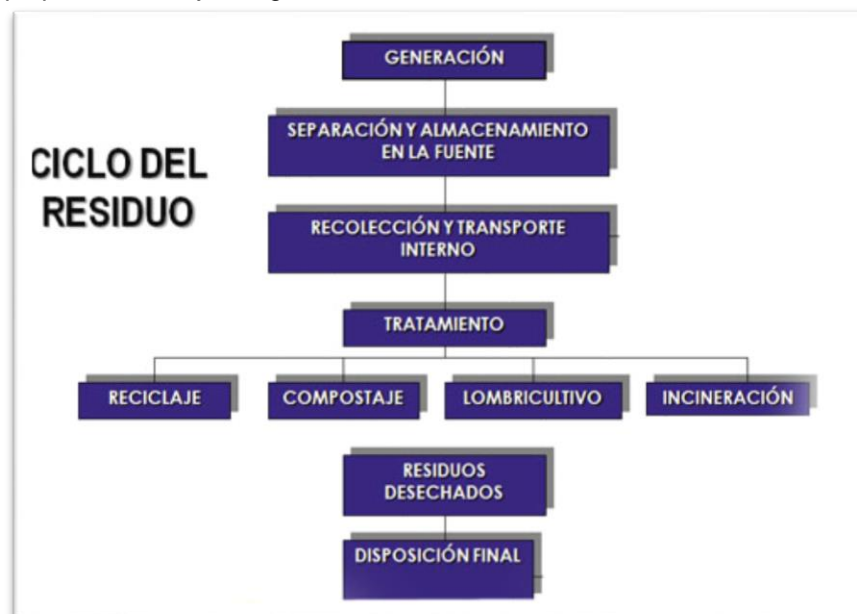 CICLO DEL
RESIDUO
GENERACIÓN
SEPARACIÓN Y ALMACENAMIENTO
EN LA FUENTE
RECOLECCIÓN Y TRANSPORTE
INTERNO
TRATAMIENTO
RECICLAJE
COMPOSTAJE
LOMBRICULTIVO
INCINERACIÓN
RESIDUOS
DESECHADOS
DISPOSICIÓN FINAL